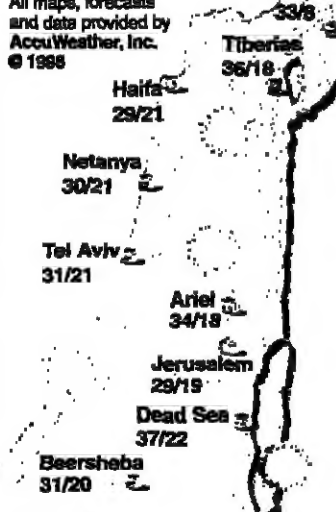 All maps, forecasts
and data provided by
AccuWeather, Inc.
Tiberias
36/18
Haifa
29/21
Netanya
30/21
Tel Aviv
31/21
Ariel
34/18
Jerusalem
29/19
Dead Sea
37/22
Beersheba
31/20